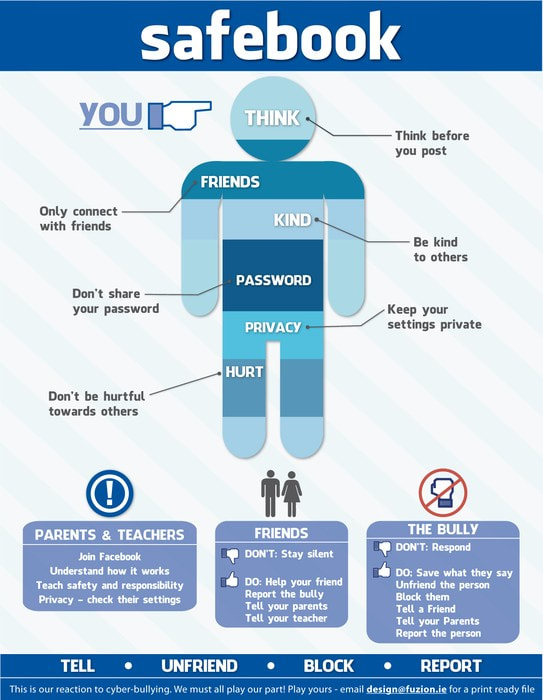 safebook
YOU
THINK
Think before
you post
FRIENDS
Only connect
with friends
KIND
Be kind
to others
PASSWORD
Don't share
your password
PRIVACY
Keep your
settings private
HURT
Don't be hurtful
towards others
PARENTS & TEACHERS
Join Facebook
Understand how it works
Teach safety and responsibility
Privacy – check their settings
FRIENDS
DON'T: Stay silent
DO: Help your friend
Report the bully
Tell your parents
Tell your teacher
THE BULLY
DON'T: Respond
DO: Save what they say
Unfriend the person
Block them
Tell a Friend
Tell your Parents
Report the person
TELL • UNFRIEND • BLOCK • REPORT
This is our reaction to cyber-bullying. We must all play our part! Play yours - email design@fuzion.ie for a print ready file